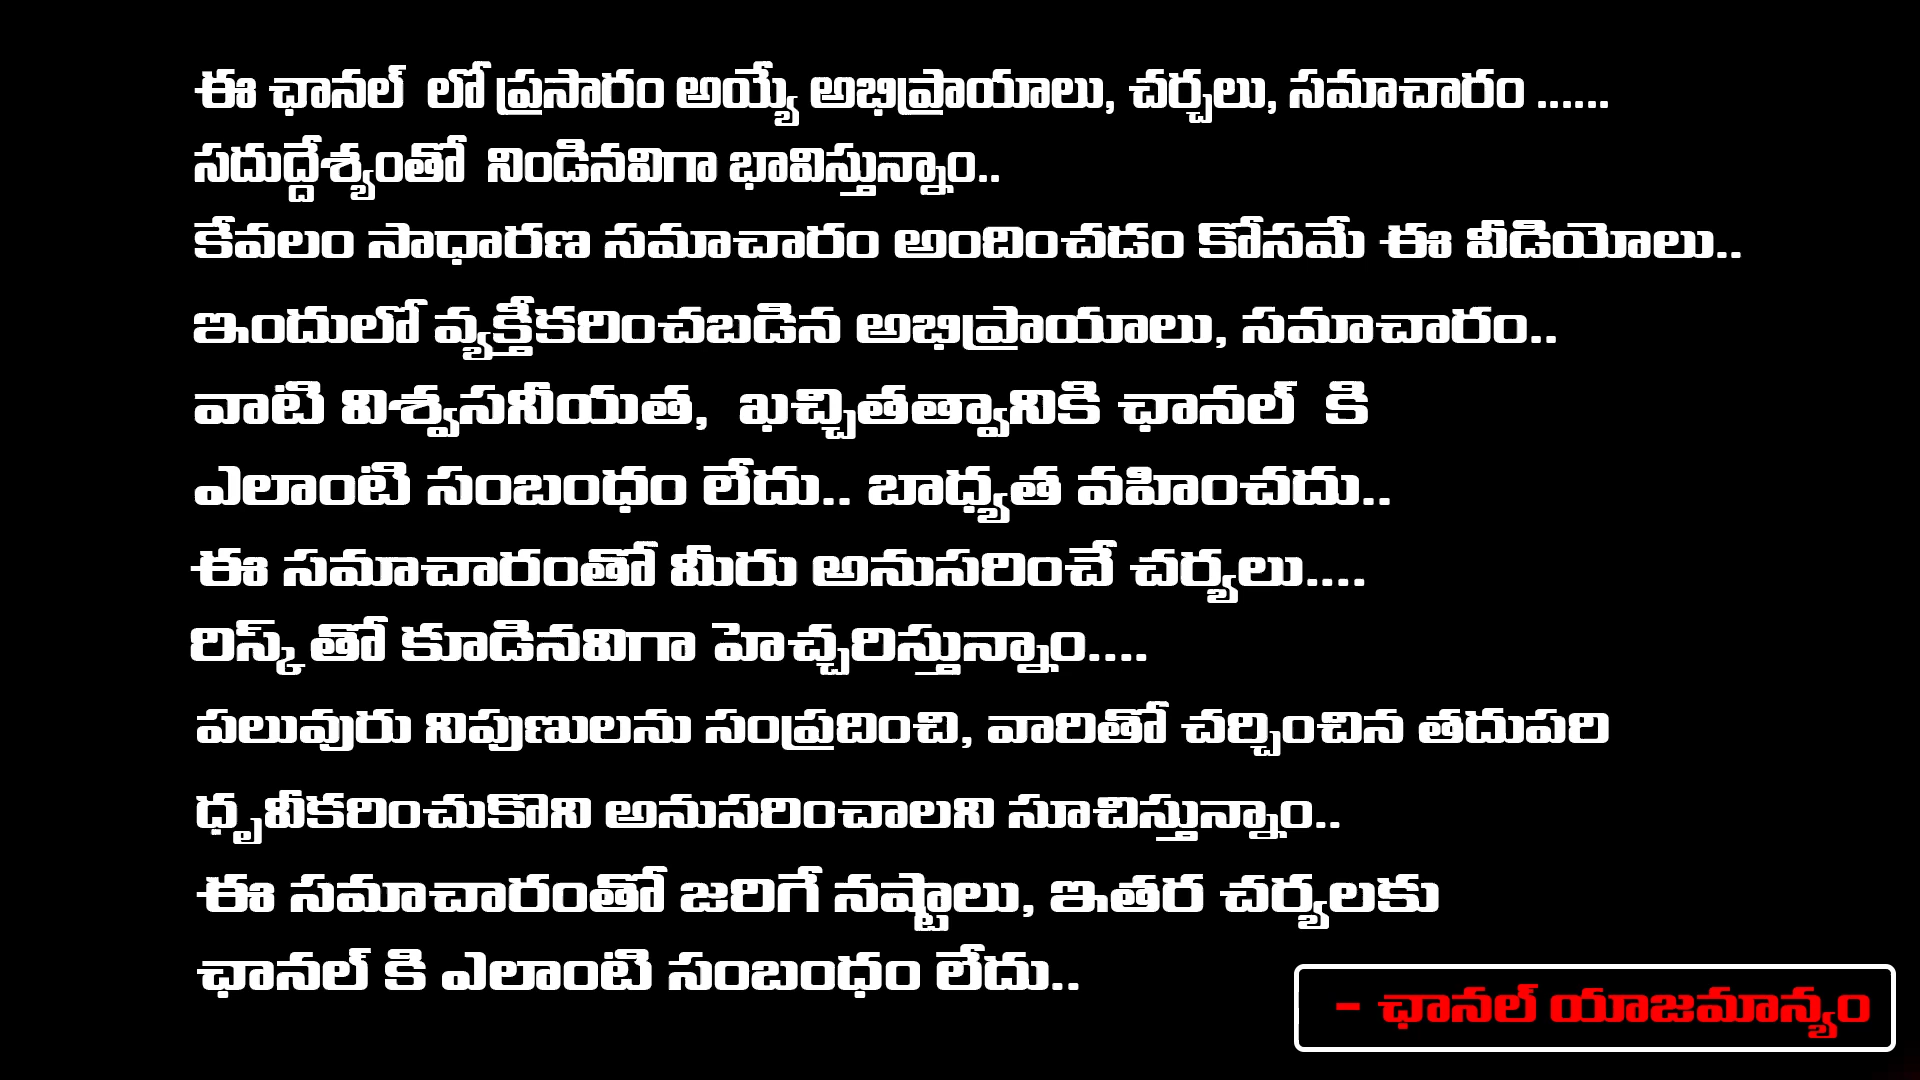 ఈ ఛానల్ లో ప్రసారం అయ్యే అభిప్రాయాలు, చర్చలు, సమాచారం ......
సదుద్దేశ్యంతో నిండినవిగా భావిస్తున్నాం..
కేవలం సాధారణ సమాచారం అందించడం కోసమే ఈ వీడియోలు..
ఇందులో వ్యక్తీకరించబడిన అభిప్రాయాలు, సమాచారం..
వాటి విశ్వసనీయత, ఖచ్చితత్వానికి ఛానల్ కి
ఎలాంటి సంబంధం లేదు.. బాధ్యత వహించదు..
ఈ సమాచారంతో మీరు అనుసరించే చర్యలు....
రిస్క్ తో కూడినవిగా హెచ్చరిస్తున్నాం....
పలువురు నిపుణులను సంప్రదించి, వారితో చర్చించిన తదుపరి
ధృవీకరించుకొని అనుసరించాలని సూచిస్తున్నాం..
ఈ సమాచారంతో జరిగే నష్టాలు, ఇతర చర్యలకు
ఛానల్ కి ఎలాంటి సంబంధం లేదు..
- ఛానల్ యాజమాన్యం